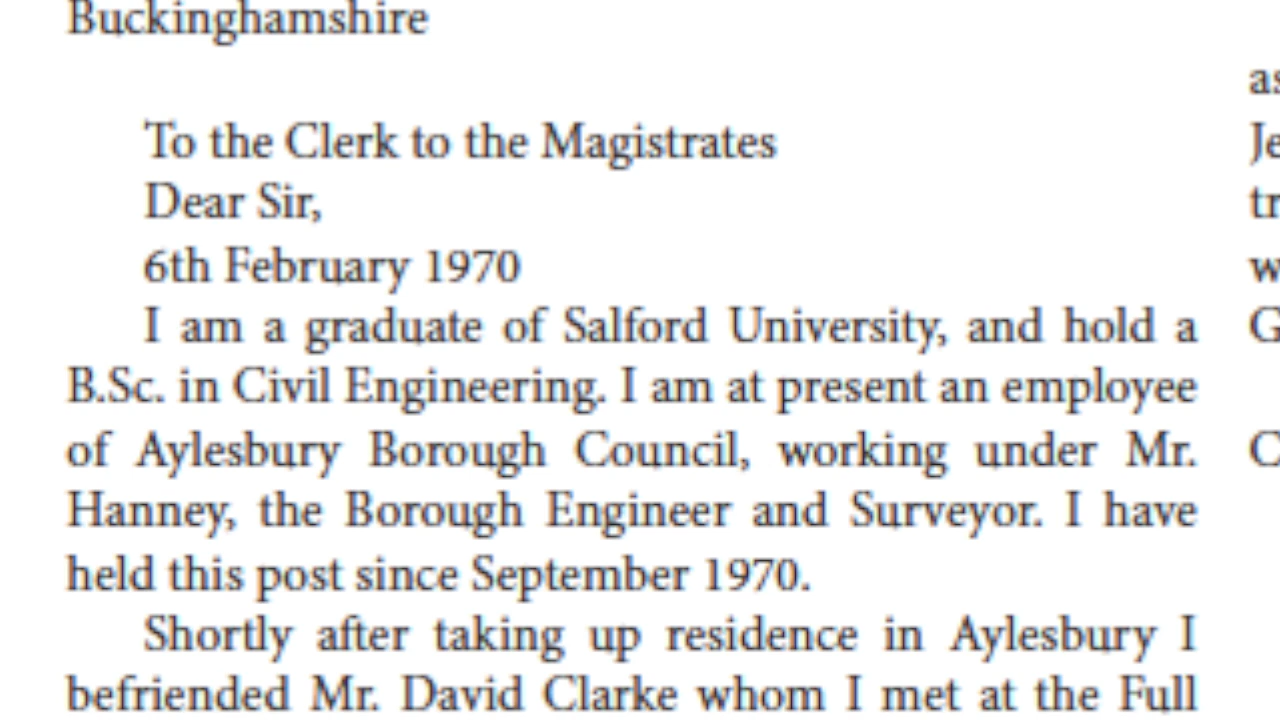 Buckinghamshire
To the Clerk to the Magistrates
Dear Sir,
6th February 1970
I am a graduate of Salford University, and hold a
B.Sc. in Civil Engineering. I am at present an employee
of Aylesbury Borough Council, working under Mr.
Hanney, the Borough Engineer and Surveyor. I have
held this post since September 1970.
Shortly after taking up residence in Aylesbury I
befriended Mr. David Clarke whom I met at the Full